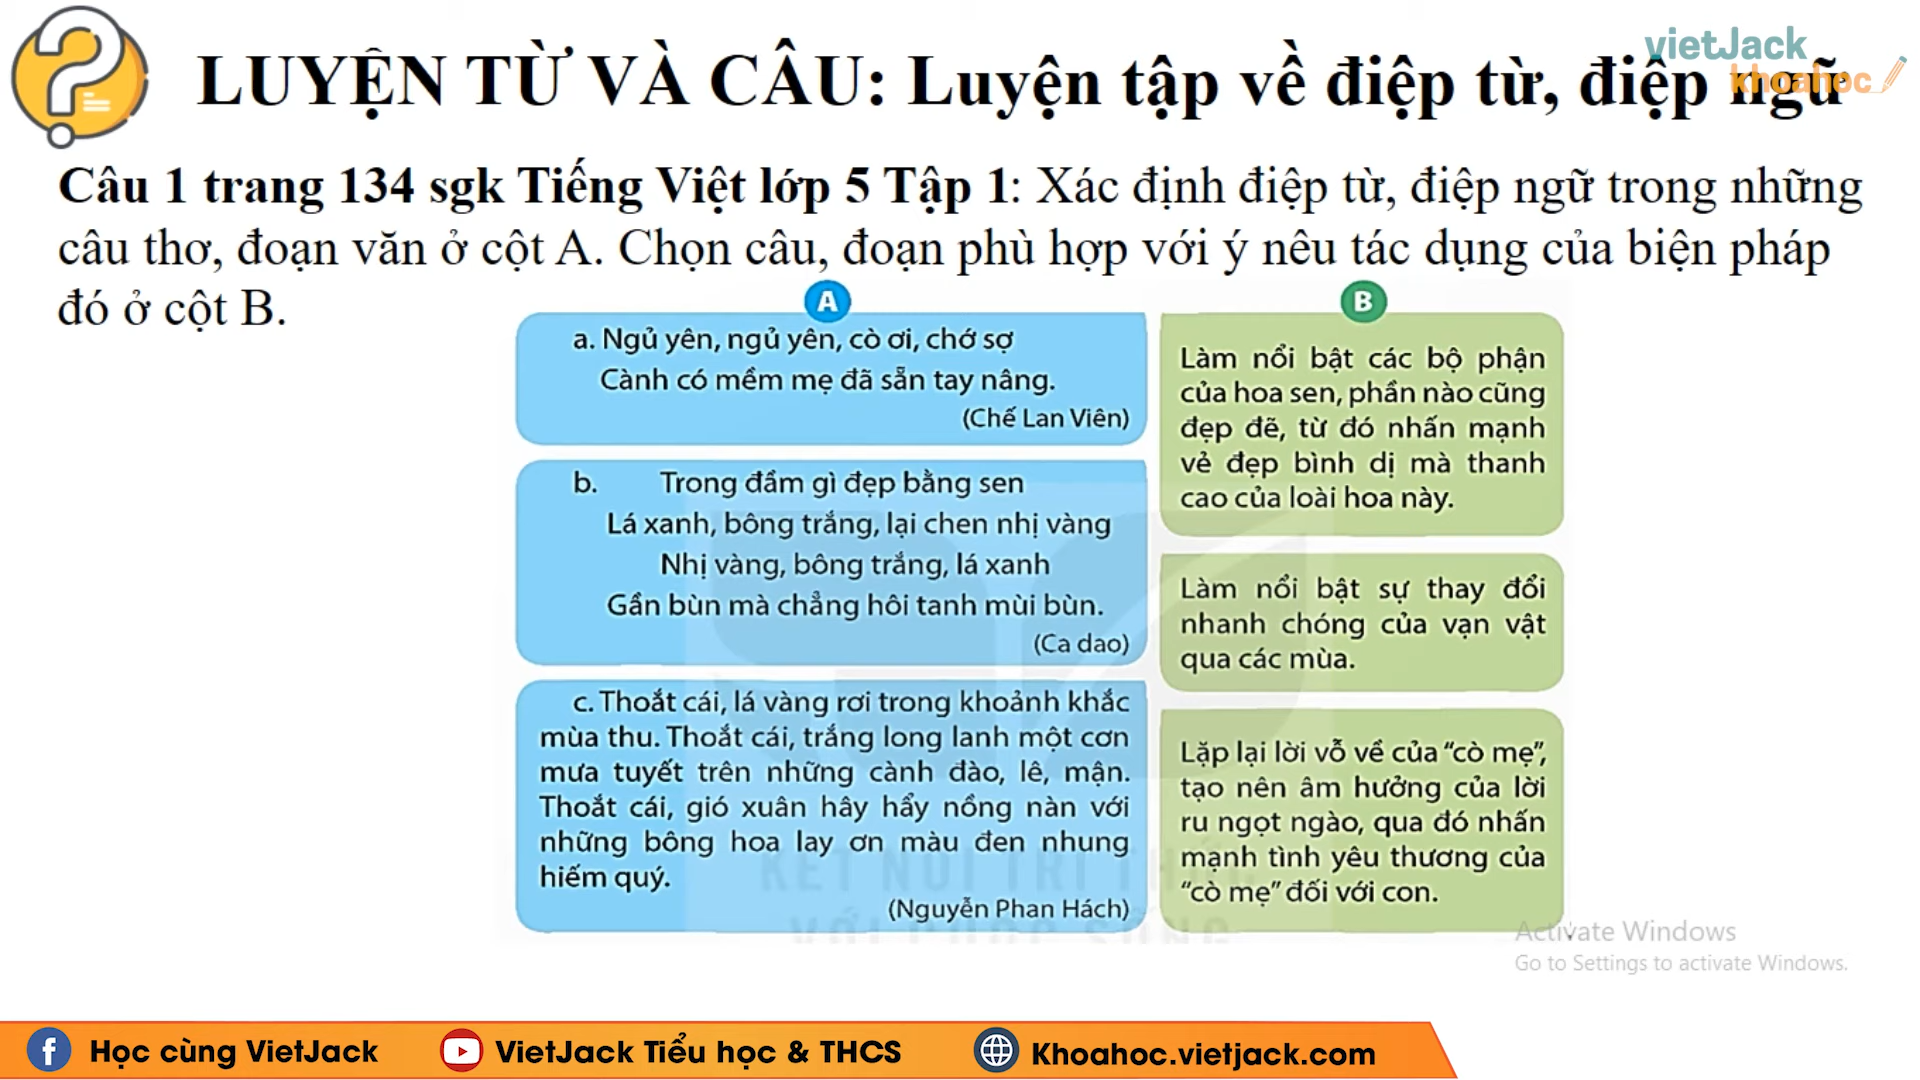 vietJack
khoahoc
LUYỆN TỪ VÀ CÂU: Luyện tập về điệp từ, điệp ngữ
Câu 1 trang 134 sgk Tiếng Việt lớp 5 Tập 1: Xác định điệp từ, điệp ngữ trong những
câu thơ, đoạn văn ở cột A. Chọn câu, đoạn phù hợp với ý nêu tác dụng của biện pháp
đó ở cột B.
A
a. Ngủ yên, ngủ yên, cò ơi, chớ sợ
Cành có mềm mẹ đã sẵn tay nâng.
(Chế Lan Viên)
b. Trong đầm gì đẹp bằng sen
Lá xanh, bông trắng, lại chen nhị vàng
Nhị vàng, bông trắng, lá xanh
Gần bùn mà chẳng hôi tanh mùi bùn.
(Ca dao)
c. Thoắt cái, lá vàng rơi trong khoảnh khắc
mùa thu. Thoắt cái, trắng long lanh một cơn
mưa tuyết trên những cành đào, lê, mận.
Thoắt cái, gió xuân hây hẩy nồng nàn với
những bông hoa lay ơn màu đen nhung
hiếm quý.
(Nguyễn Phan Hách)
B
Làm nổi bật các bộ phận
của hoa sen, phần nào cũng
đẹp đẽ, từ đó nhấn mạnh
vẻ đẹp bình dị mà thanh
cao của loài hoa này.
Làm nổi bật sự thay đổi
nhanh chóng của vạn vật
qua các mùa.
Lặp lại lời vỗ về của “cò mẹ”,
tạo nên âm hưởng của lời
ru ngọt ngào, qua đó nhấn
mạnh tình yêu thương của
“cò mẹ” đối với con.
KẾT NỐI TRI THỨC
VỚI CUỘC SỐNG
Activate Windows
Go to Settings to activate Windows.
Học cùng VietJack
VietJack Tiểu học & THCS
Khoahoc.vietjack.com